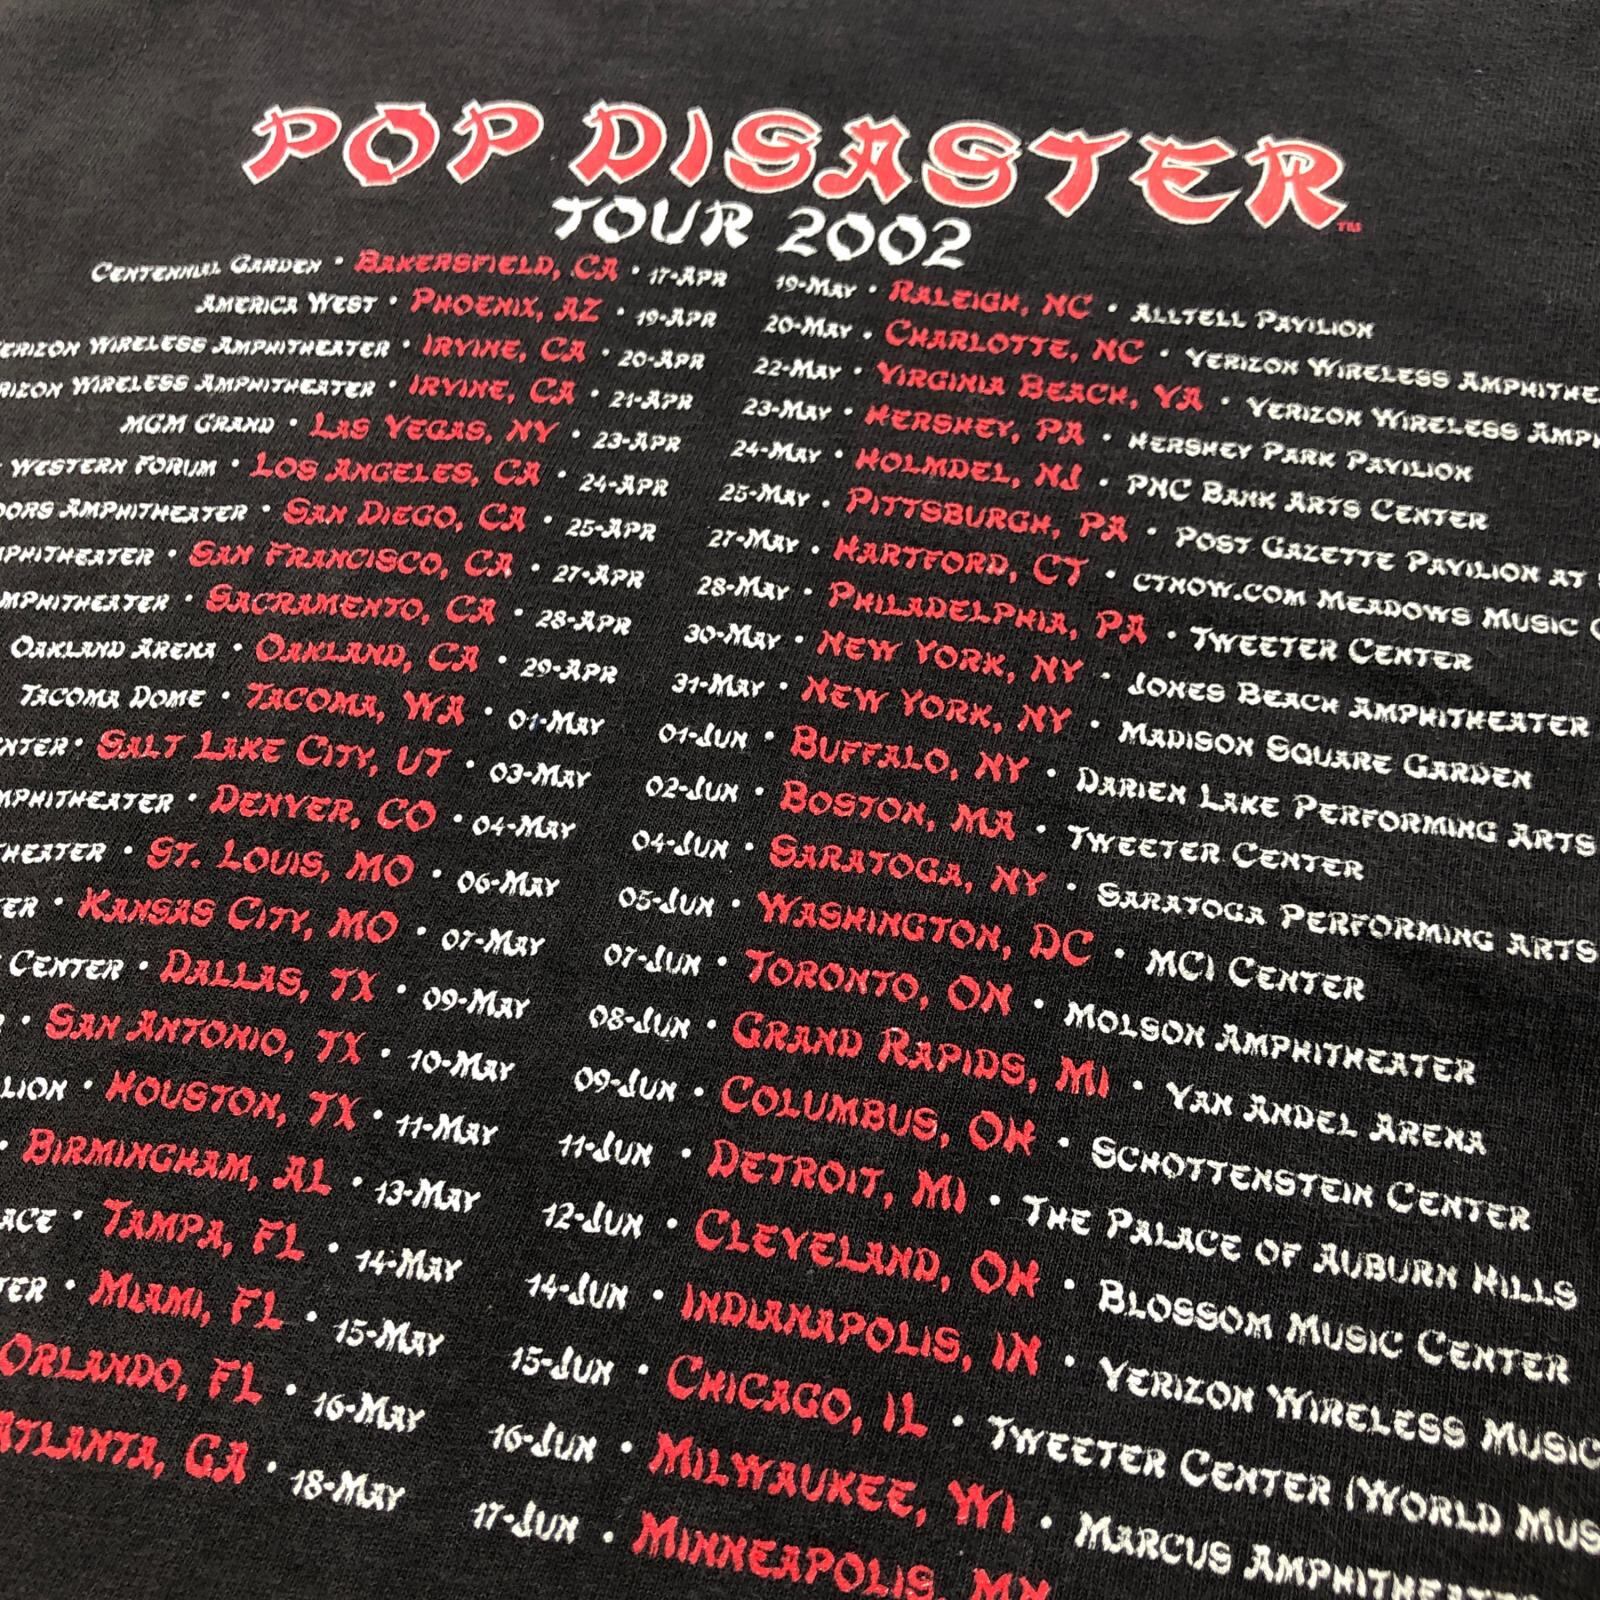 POP DISASTER™
TOUR 2002
CENTENNIAL GARDEN • BAKERSFIELD, CA • 17-APR
AMERICA WEST • PHOENIX, AZ • 19-APR
WIRELESS AMPHITHEATER • IRVINE, CA • 20-APR
WIRELESS AMPHITHEATER • IRVINE, CA • 21-APR
MGM GRAND • LAS VEGAS, NY • 23-APR
WESTERN FORUM • LOS ANGELES, CA • 24-APR
AMPHITHEATER • SAN DIEGO, CA • 25-APR
• SAN FRANCISCO, CA • 27-APR
• SACRAMENTO, CA • 28-APR
OAKLAND ARENA • OAKLAND, CA • 29-APR
TACOMA DOME • TACOMA, WA • 01-MAY
• SALT LAKE CITY, UT • 03-MAY
• DENVER, CO • 04-MAY
• ST. LOUIS, MO • 06-MAY
• KANSAS CITY, MO • 07-MAY
CENTER • DALLAS, TX • 09-MAY
• SAN ANTONIO, TX • 10-MAY
• HOUSTON, TX • 11-MAY
• BIRMINGHAM, AL • 13-MAY
• TAMPA, FL • 14-MAY
• MIAMI, FL • 15-MAY
ORLANDO, FL • 16-MAY
ATLANTA, GA • 18-MAY
19-MAY • RALEIGH, NC • ALLTELL PAVILION
20-MAY • CHARLOTTE, NC • VERIZON WIRELESS
22-MAY • VIRGINIA BEACH, VA • VERIZON WIRELESS
23-MAY • HERSHEY, PA • HERSHEY PARK PAVILION
24-MAY • HOLMDEL, NJ • PNC BANK ARTS CENTER
25-MAY • PITTSBURGH, PA • POST GAZETTE PAVILION AT
27-MAY • HARTFORD, CT • CTNOW.COM MEADOWS MUSIC
28-MAY • PHILADELPHIA, PA • TWEETER CENTER
30-MAY • NEW YORK, NY • JONES BEACH AMPHITHEATER
31-MAY • NEW YORK, NY • MADISON SQUARE GARDEN
01-JUN • BUFFALO, NY • DARIEN LAKE PERFORMING ARTS
02-JUN • BOSTON, MA • TWEETER CENTER
04-JUN • SARATOGA, NY • SARATOGA PERFORMING ARTS
05-JUN • WASHINGTON, DC • MCI CENTER
07-JUN • TORONTO, ON • MOLSON AMPHITHEATER
08-JUN • GRAND RAPIDS, MI • VAN ANDEL ARENA
09-JUN • COLUMBUS, OH • SCHOTTENSTEIN CENTER
11-JUN • DETROIT, MI • THE PALACE OF AUBURN HILLS
12-JUN • CLEVELAND, OH • BLOSSOM MUSIC CENTER
14-JUN • INDIANAPOLIS, IN • VERIZON WIRELESS MUSIC
15-JUN • CHICAGO, IL • TWEETER CENTER (WORLD
16-JUN • MILWAUKEE, WI • MARCUS AMPHITHEATER
17-JUN • MINNEAPOLIS, MN